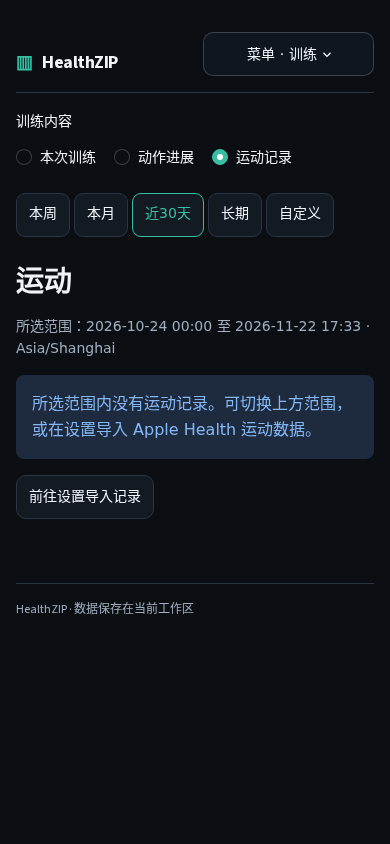 HealthZIP
菜单 · 训练
训练内容
本次训练
动作进展
运动记录
本周
本月
近30天
长期
自定义
运动
所选范围：2026-10-24 00:00 至 2026-11-22 17:33 ·
Asia/Shanghai
所选范围内没有运动记录。可切换上方范围，
或在设置导入 Apple Health 运动数据。
前往设置导入记录
HealthZIP · 数据保存在当前工作区